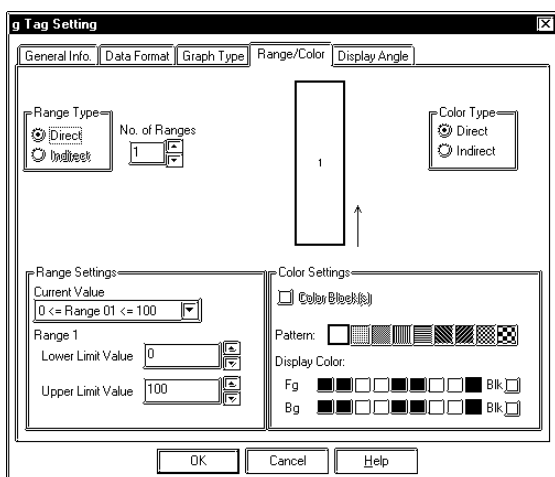 g Tag Setting
General Info. Data Format Graph Type Range/Color Display Angle
Range Type
Direct
Indirect
No. of Ranges
1
1
Color Type
Direct
Indirect
Range Settings
Current Value
0 <= Range 01 <= 100
Range 1
Lower Limit Value 0
Upper Limit Value 100
Color Settings
Color Block(s)
Pattern:
Display Color:
Fg Blk
Bg Blk
OK Cancel Help